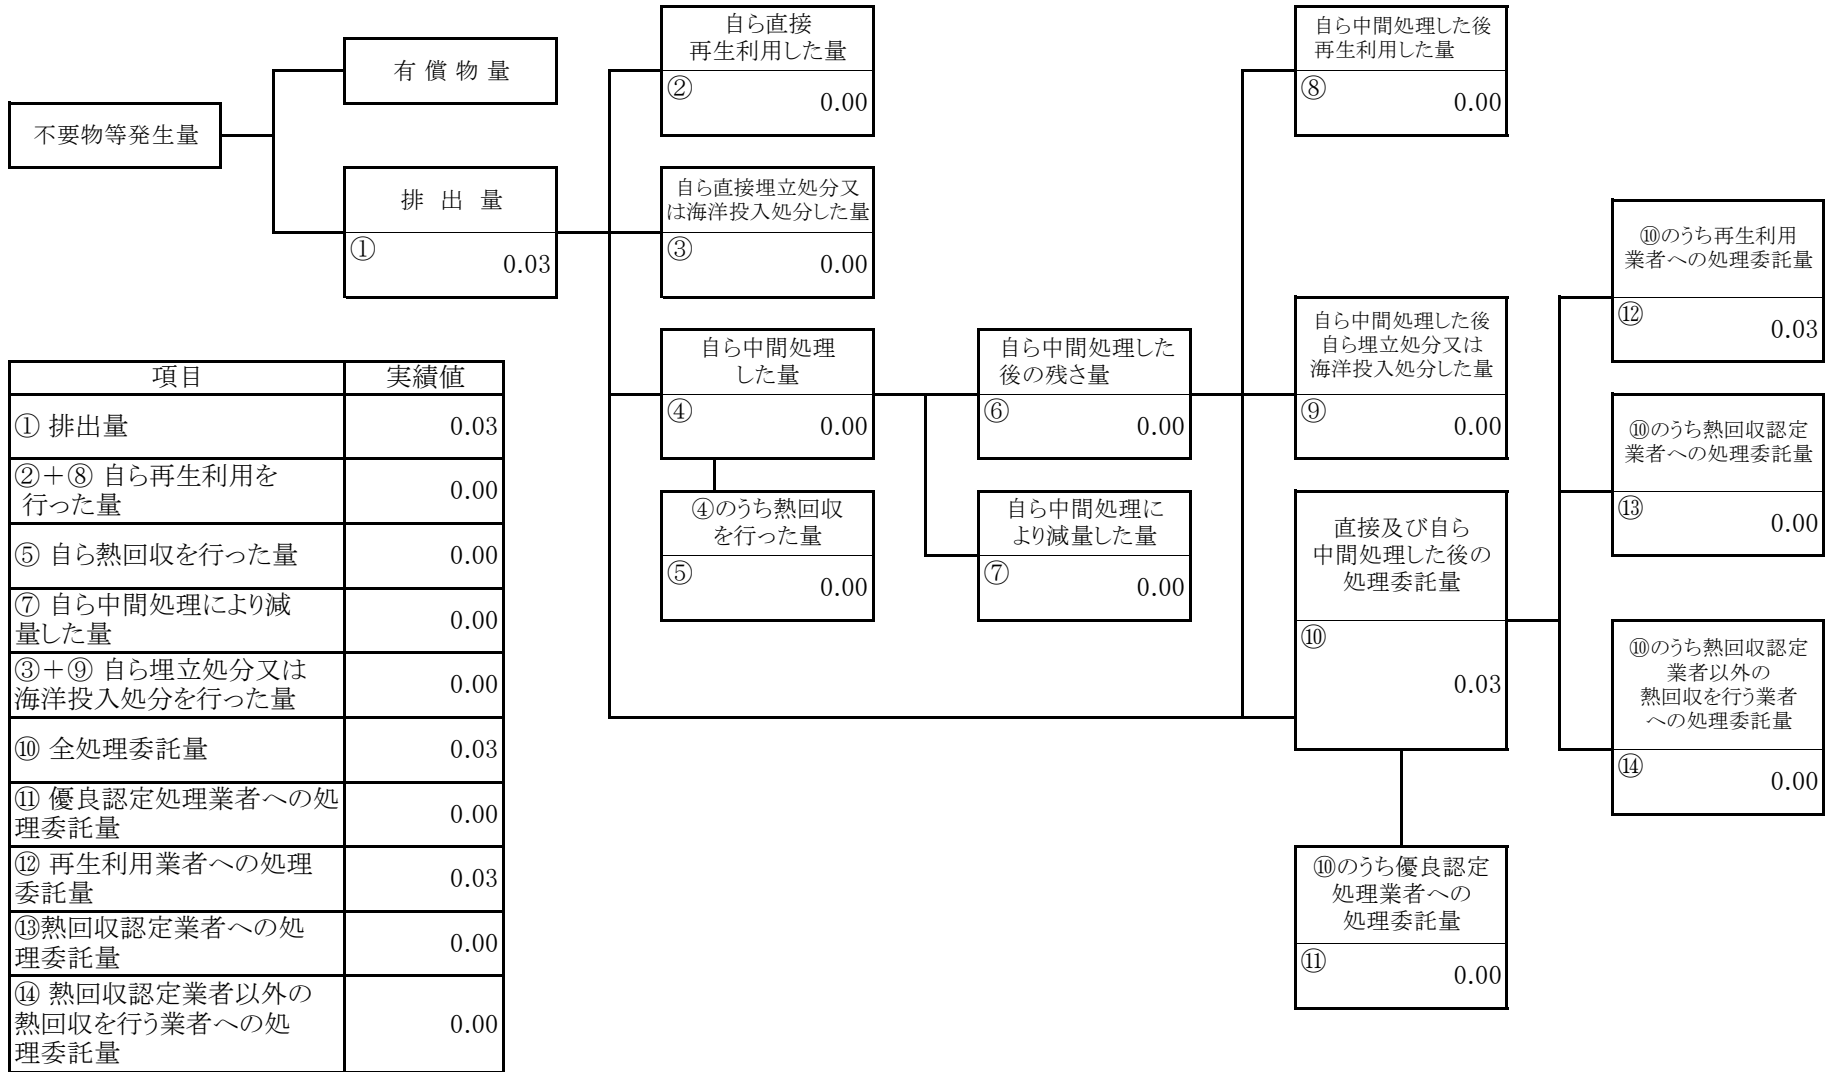 不要物等発生量
有 償 物 量
排 出 量
①
0.03
自ら直接
再生利用した量
②
0.00
自ら直接埋立処分又
は海洋投入処分した量
③
0.00
自ら中間処理
した量
④
0.00
④のうち熱回収
を行った量
⑤
0.00
自ら中間処理した
後の残さ量
⑥
0.00
自ら中間処理に
より減量した量
⑦
0.00
自ら中間処理した後
再生利用した量
⑧
0.00
自ら中間処理した後
自ら埋立処分又は
海洋投入処分した量
⑨
0.00
直接及び自ら
中間処理した後の
処理委託量
⑩
0.03
⑩のうち優良認定
処理業者への
処理委託量
⑪
0.00
⑩のうち再生利用
業者への処理委託量
⑫
0.03
⑩のうち熱回収認定
業者への処理委託量
⑬
0.00
⑩のうち熱回収認定
業者以外の
熱回収を行う業者
への処理委託量
⑭
0.00
項目 実績値
① 排出量 0.03
②+⑧ 自ら再生利用を
行った量 0.00
⑤ 自ら熱回収を行った量 0.00
⑦ 自ら中間処理により減
量した量 0.00
③+⑨ 自ら埋立処分又は
海洋投入処分を行った量 0.00
⑩ 全処理委託量 0.03
⑪ 優良認定処理業者への処
理委託量 0.00
⑫ 再生利用業者への処理
委託量 0.03
⑬熱回収認定業者への処
理委託量 0.00
⑭ 熱回収認定業者以外の
熱回収を行う業者への処
理委託量 0.00